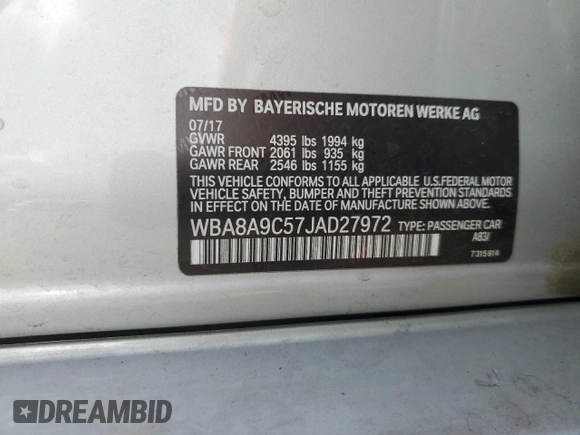 MFD BY BAYERISCHE MOTOREN WERKE AG
07/17
GVWR 4395 lbs 1994 kg
GAWR FRONT 2061 lbs 935 kg
GAWR REAR 2546 lbs 1155 kg
THIS VEHICLE CONFORMS TO ALL APPLICABLE U.S.FEDERAL MOTOR
VEHICLE SAFETY, BUMPER AND THEFT PREVENTION STANDARDS IN
EFFECT ON THE DATE OF MANUFACTURE SHOWN ABOVE.
WBA8A9C57JAD27972 TYPE: PASSENGER CAR
A83/
7315914
DREAMBID